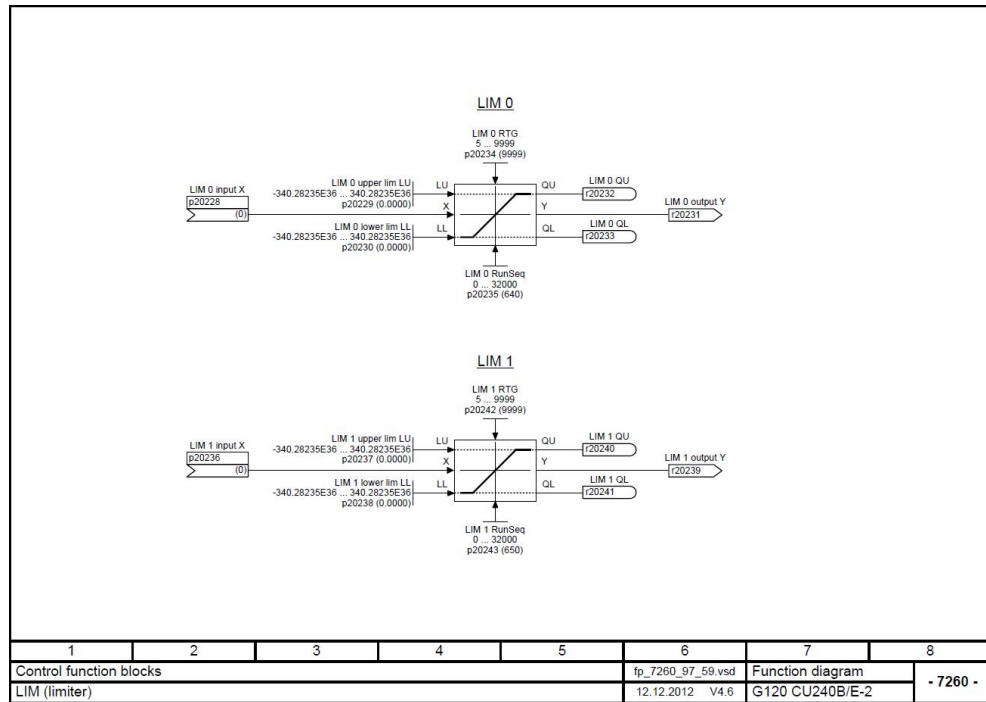 LIM 0
LIM 0 RTG
5 ... 9999
p20234 (9999)
LIM 0 input X
p20228
(0)
LIM 0 upper lim LU
-340.28235E36 ... 340.28235E36
p20229 (0.0000)
LIM 0 lower lim LL
-340.28235E36 ... 340.28235E36
p20230 (0.0000)
LU
X
LL
QU
Y
QL
LIM 0 QU
r20232
LIM 0 output Y
r20231
LIM 0 QL
r20233
LIM 0 RunSeq
0 ... 32000
p20235 (640)
LIM 1
LIM 1 RTG
5 ... 9999
p20242 (9999)
LIM 1 input X
p20236
(0)
LIM 1 upper lim LU
-340.28235E36 ... 340.28235E36
p20237 (0.0000)
LIM 1 lower lim LL
-340.28235E36 ... 340.28235E36
p20238 (0.0000)
LU
X
LL
QU
Y
QL
LIM 1 QU
r20240
LIM 1 output Y
r20239
LIM 1 QL
r20241
LIM 1 RunSeq
0 ... 32000
p20243 (650)
1 2 3 4 5 6 7 8
Control function blocks fp_7260_97_59.vsd Function diagram
- 7260 -
LIM (limiter) 12.12.2012 V4.6 G120 CU240B/E-2